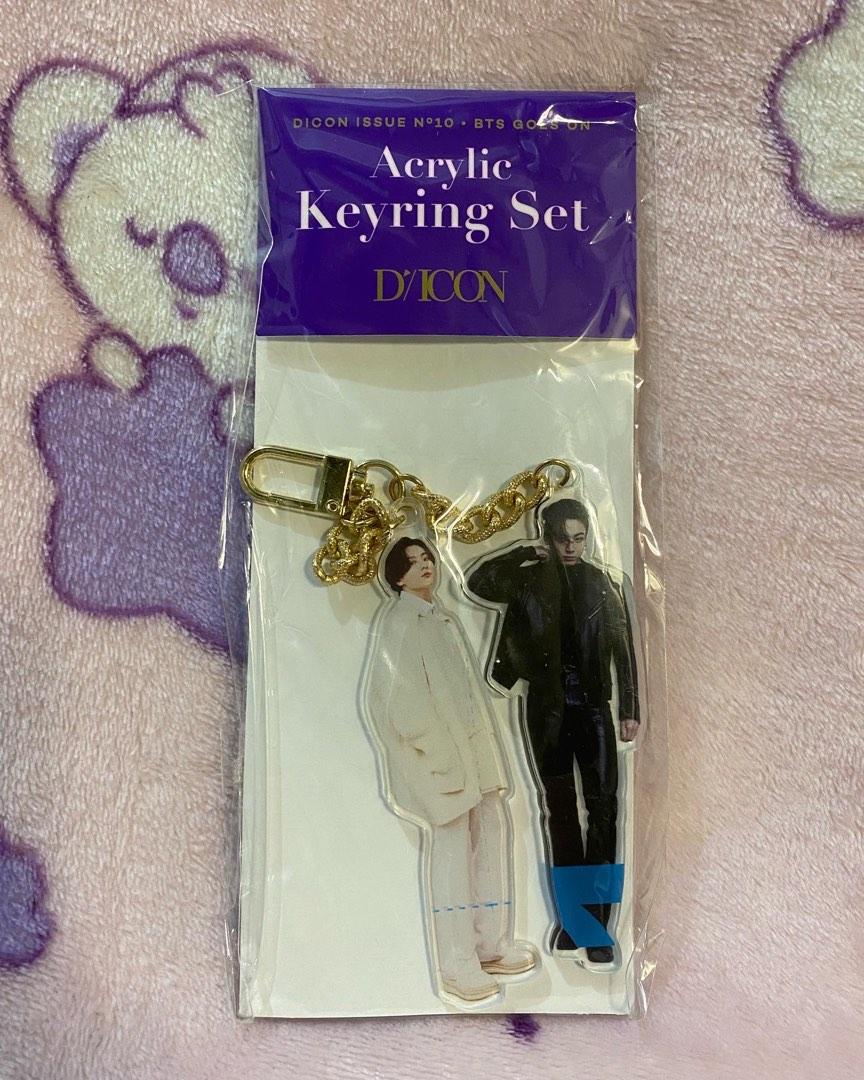 DICON ISSUE Nº10 • BTS GOES ON
Acrylic
Keyring Set
D'/ICON